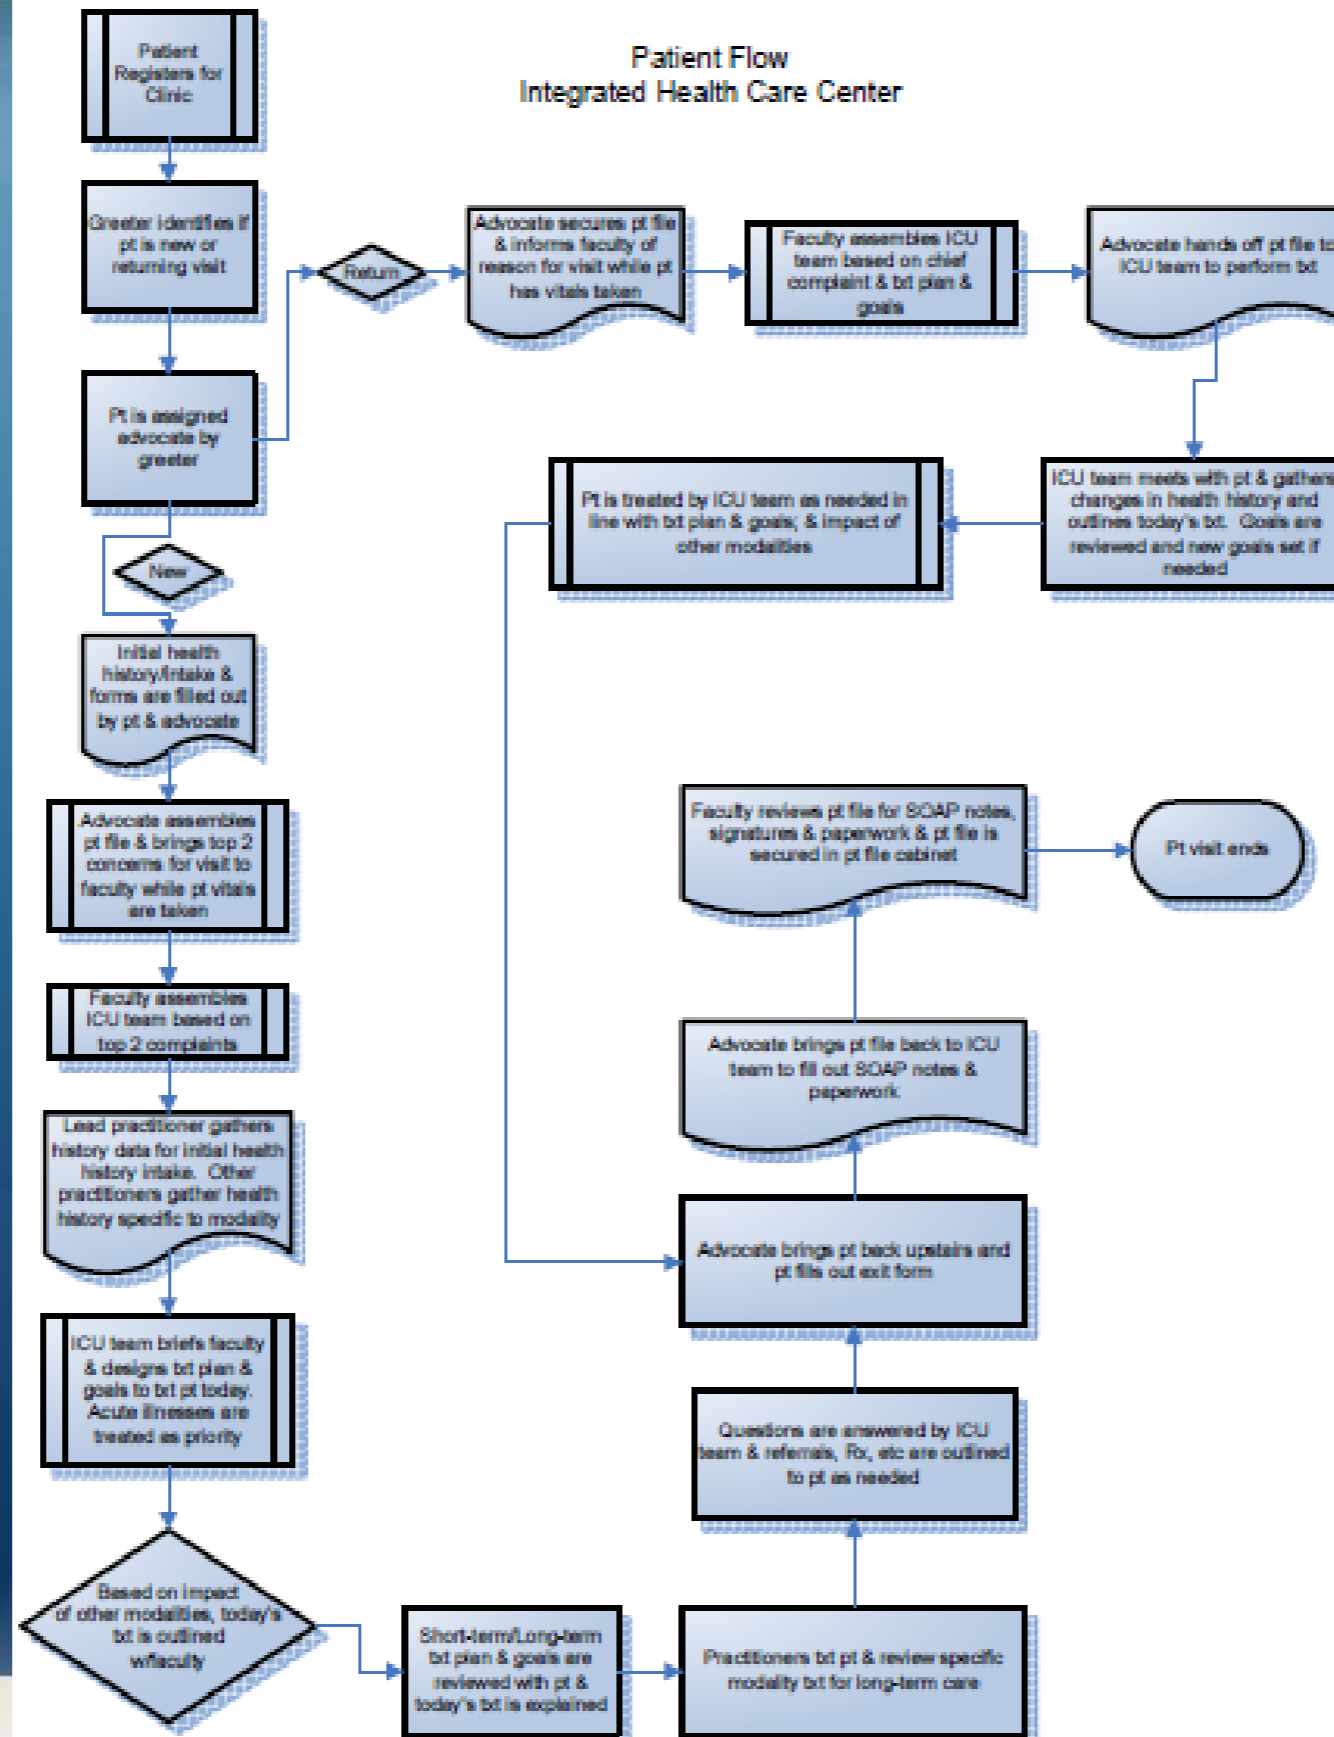 Patient Flow
Integrated Health Care Center
Patient
Registers for
Clinic
Greeter identifies if
pt is new or
returning visit
Pt is assigned
advocate by
greeter
Return
Advocate secures pt file
& informs faculty of
reason for visit while pt
has vitals taken
Faculty assembles ICU
team based on chief
complaint & txt plan &
goals
Advocate hands off pt file to
ICU team to perform txt
ICU team meets with pt & gathers
changes in health history and
outlines today's txt. Goals are
reviewed and new goals set if
needed
Pt is treated by ICU team as needed in
line with txt plan & goals; & impact of
other modalities
New
Initial health
history/intake &
forms are filled out
by pt & advocate
Advocate assembles
pt file & brings top 2
concerns for visit to
faculty while pt vitals
are taken
Faculty assembles
ICU team based on
top 2 complaints
Lead practitioner gathers
history data for initial health
history intake. Other
practitioners gather health
history specific to modality
ICU team briefs faculty
& designs txt plan &
goals to txt pt today.
Acute illnesses are
treated as priority
Based on impact
of other modalities, today's
txt is outlined
w/faculty
Short-term/Long-term
txt plan & goals are
reviewed with pt &
today's txt is explained
Practitioners txt pt & review specific
modality txt for long-term care
Questions are answered by ICU
team & referrals, Rx, etc are outlined
to pt as needed
Advocate brings pt back upstairs and
pt fills out exit form
Advocate brings pt file back to ICU
team to fill out SOAP notes &
paperwork
Faculty reviews pt file for SOAP notes,
signatures & paperwork & pt file is
secured in pt file cabinet
Pt visit ends